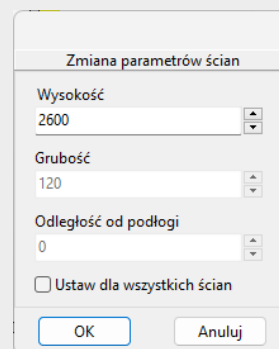 Zmiana parametrów ścian
Wysokość
2600
Grubość
120
Odległość od podłogi
0
Ustaw dla wszystkich ścian
OK
Anuluj